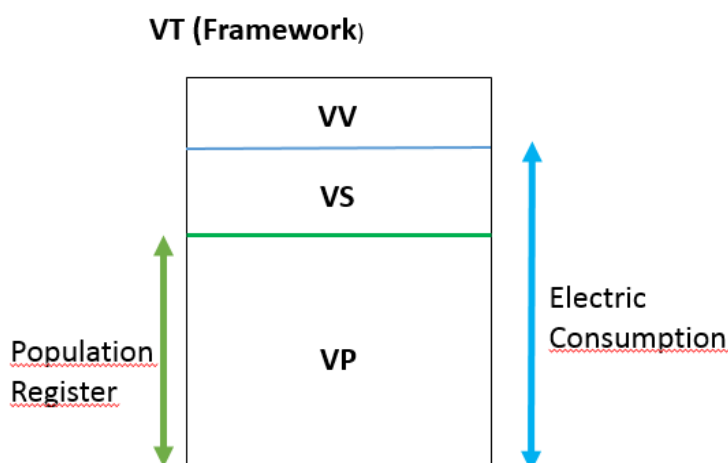 VT (Framework)
VV
VS
Electric
Consumption
Population
Register
VP